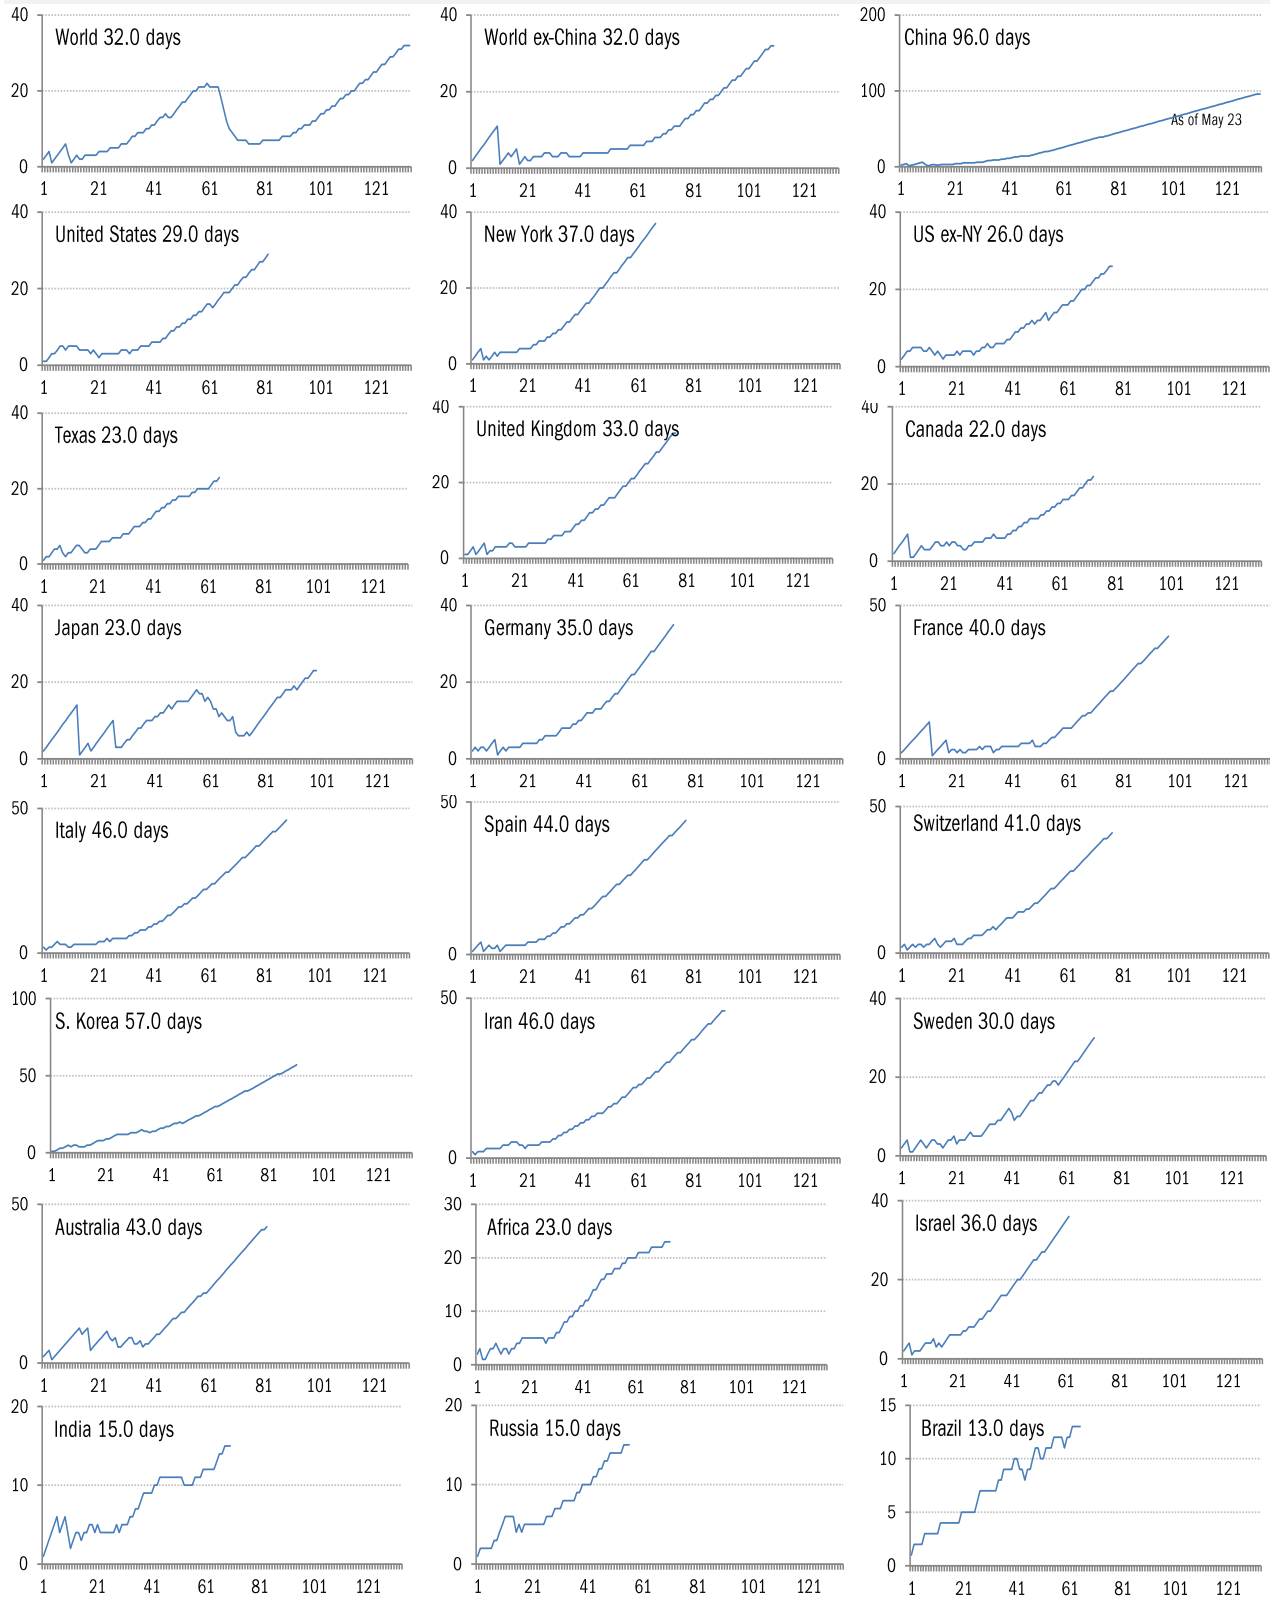 World 32.0 days
40
20
0
1 21 41 61 81 101 121
World ex-China 32.0 days
40
20
0
1 21 41 61 81 101 121
China 96.0 days
200
100
0
As of May 23
1 21 41 61 81 101 121
United States 29.0 days
40
20
0
1 21 41 61 81 101 121
New York 37.0 days
40
20
0
1 21 41 61 81 101 121
US ex-NY 26.0 days
40
20
0
1 21 41 61 81 101 121
Texas 23.0 days
40
20
0
1 21 41 61 81 101 121
United Kingdom 33.0 days
40
20
0
1 21 41 61 81 101 121
Canada 22.0 days
40
20
0
1 21 41 61 81 101 121
Japan 23.0 days
40
20
0
1 21 41 61 81 101 121
Germany 35.0 days
40
20
0
1 21 41 61 81 101 121
France 40.0 days
50
0
1 21 41 61 81 101 121
Italy 46.0 days
50
0
1 21 41 61 81 101 121
Spain 44.0 days
50
0
1 21 41 61 81 101 121
Switzerland 41.0 days
50
0
1 21 41 61 81 101 121
S. Korea 57.0 days
100
50
0
1 21 41 61 81 101 121
Iran 46.0 days
50
0
1 21 41 61 81 101 121
Sweden 30.0 days
40
20
0
1 21 41 61 81 101 121
Australia 43.0 days
50
0
1 21 41 61 81 101 121
Africa 23.0 days
30
20
10
0
1 21 41 61 81 101 121
Israel 36.0 days
40
20
0
1 21 41 61 81 101 121
India 15.0 days
20
10
0
1 21 41 61 81 101 121
Russia 15.0 days
20
10
0
1 21 41 61 81 101 121
Brazil 13.0 days
15
10
5
0
1 21 41 61 81 101 121